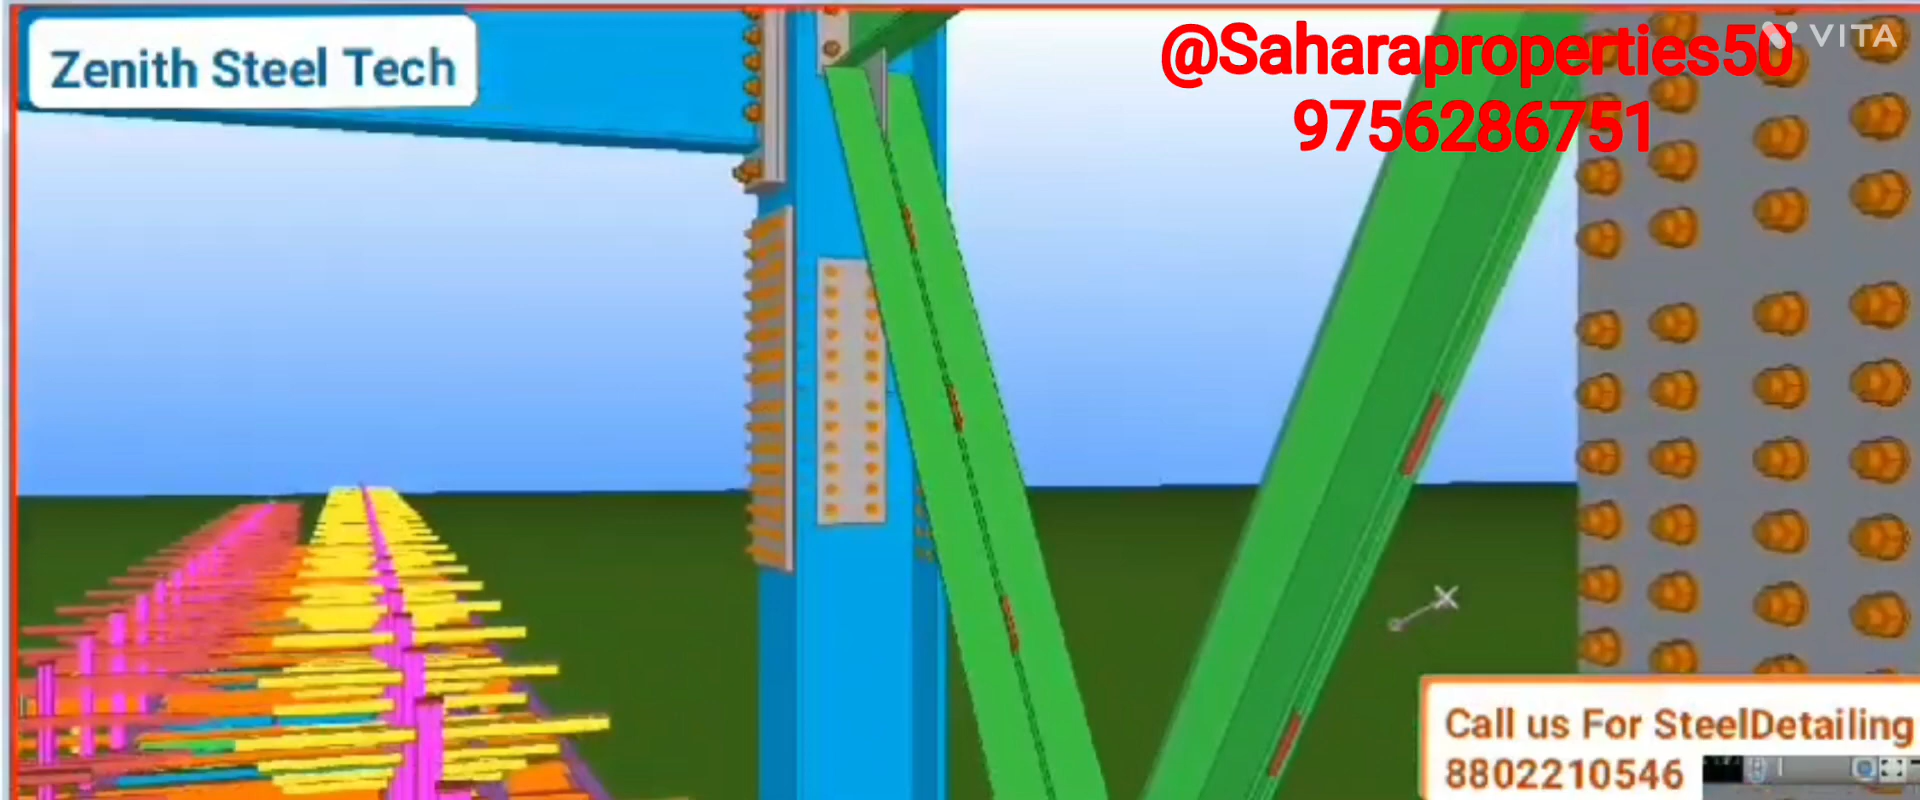 Zenith Steel Tech
@Saharaproperties50
VITA
9756286751
Call us For SteelDetailing
8802210546